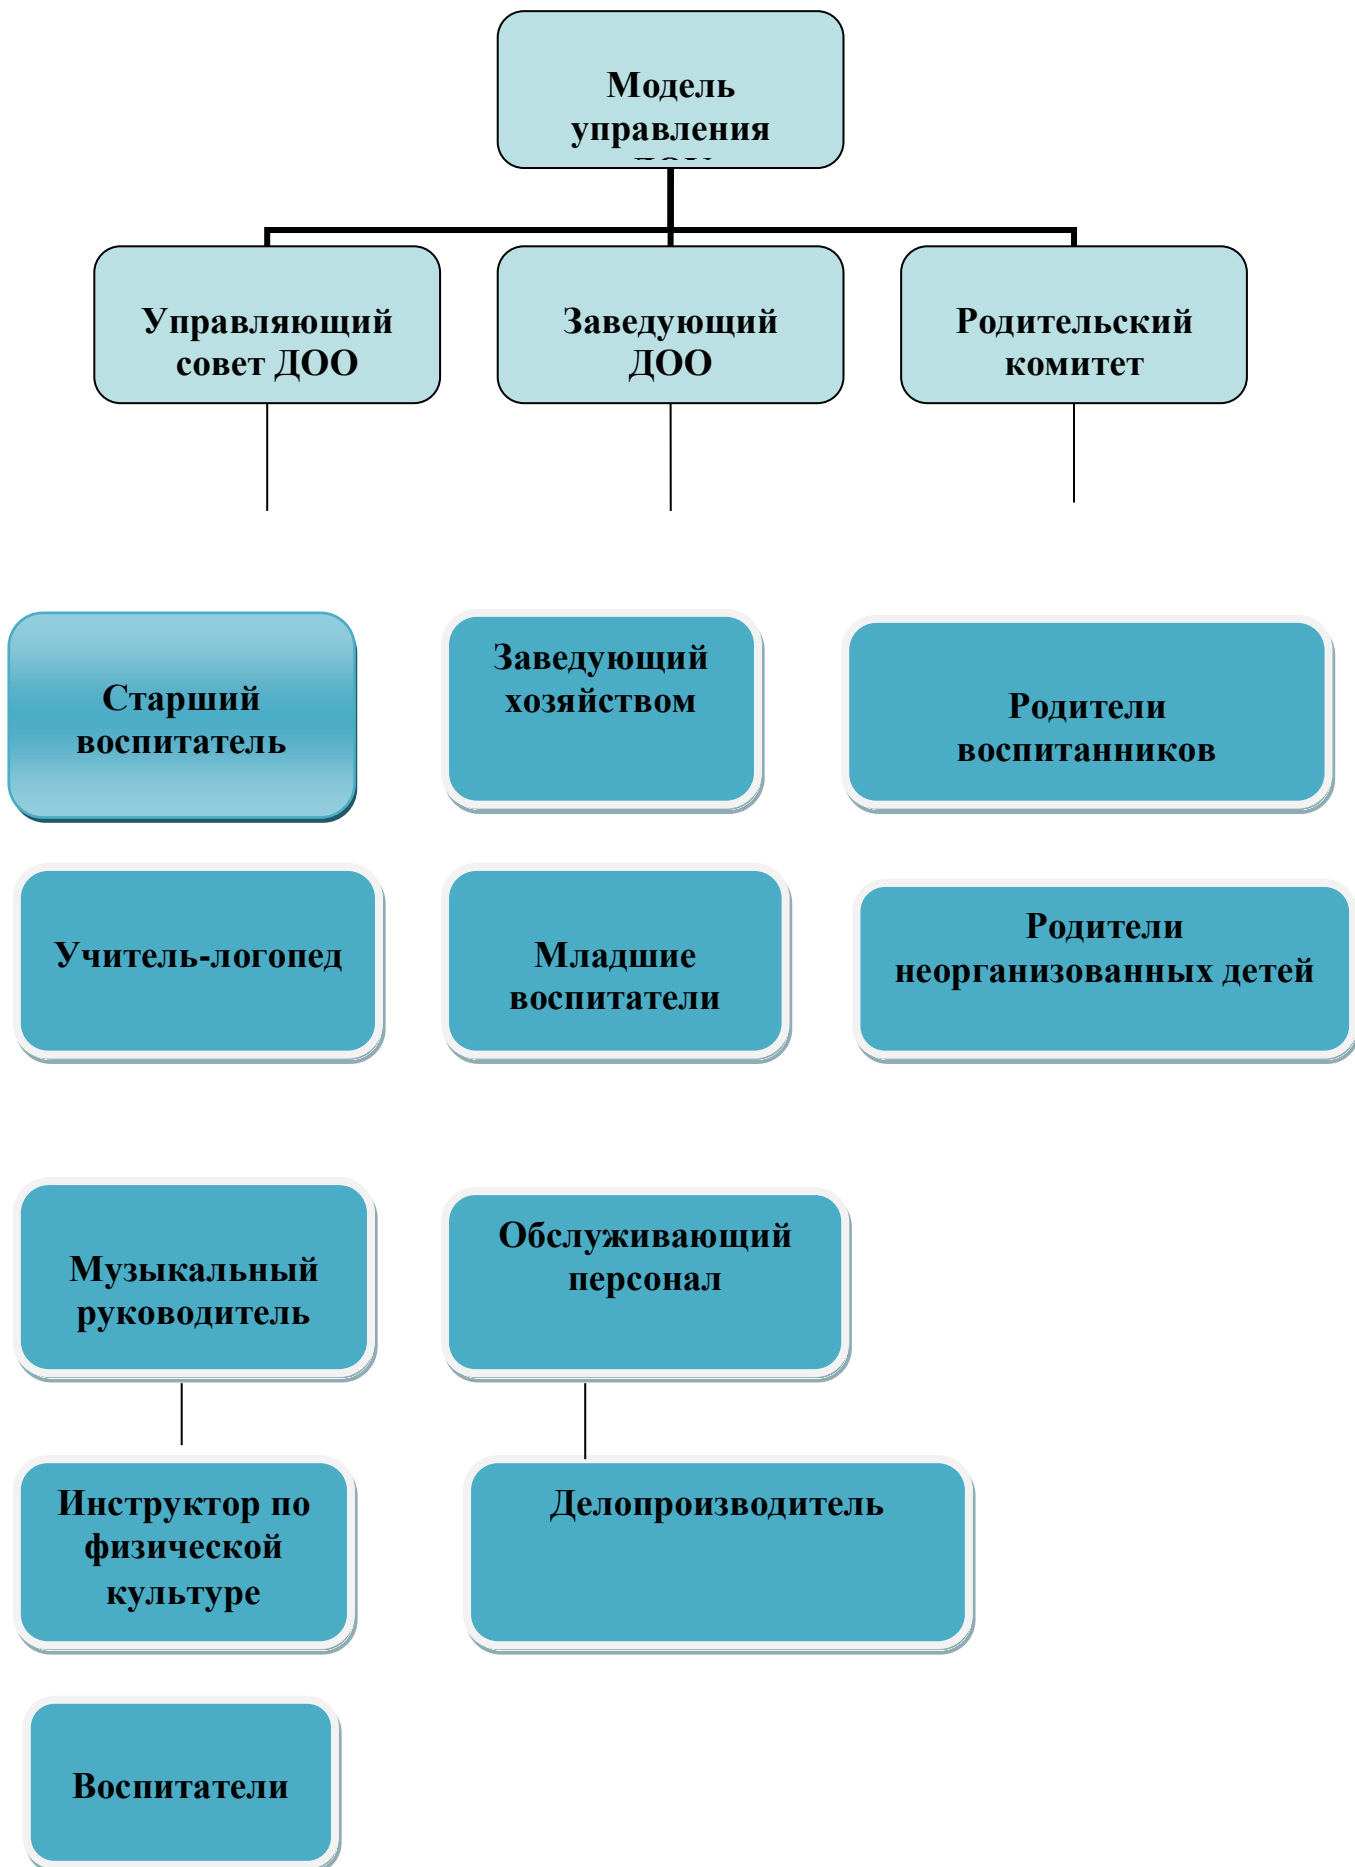 Модель
управления
Управляющий
совет ДОО
Заведующий
ДОО
Родительский
комитет
Старший
воспитатель
Заведующий
хозяйством
Родители
воспитанников
Учитель-логопед
Младшие
воспитатели
Родители
неорганизованных детей
Музыкальный
руководитель
Обслуживающий
персонал
Инструктор по
физической
культуре
Делопроизводитель
Воспитатели